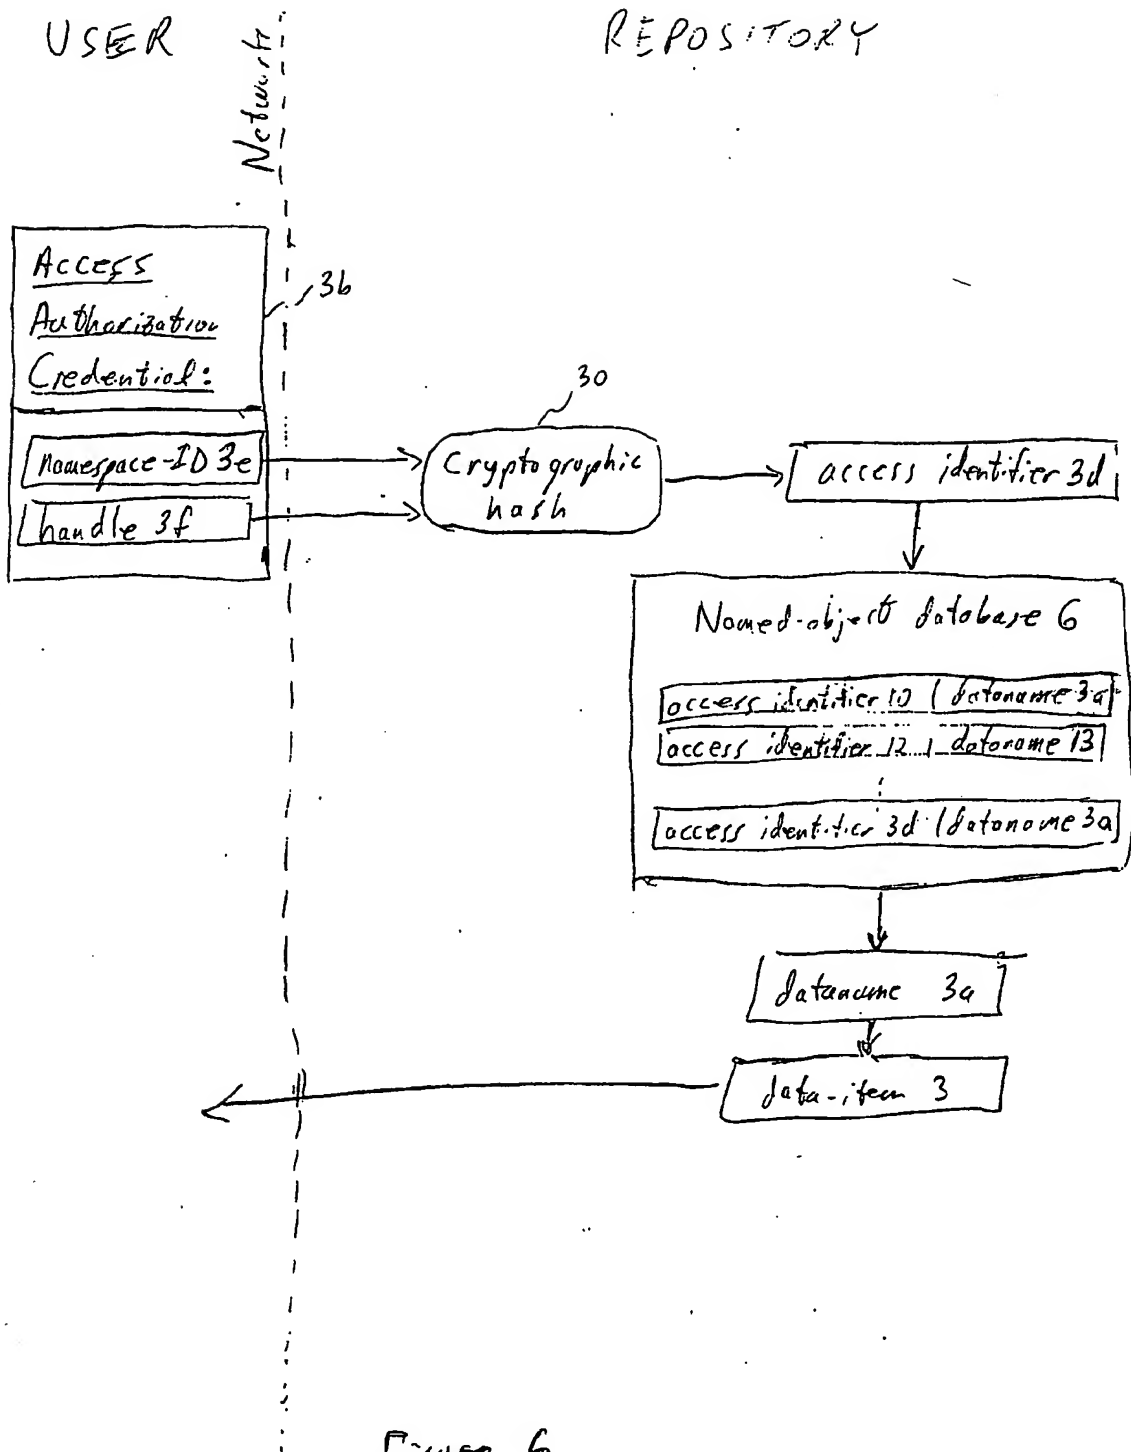 USER
REPOSITORY
Network
Access
Authorization
Credential:
3b
namespace-ID 3e
handle 3f
30
Cryptographic
hash
access identifier 3d
Named-object database 6
access identifier 10 | dataname 3a
access identifier 12 | dataname 13
access identifier 3d | dataname 3a
dataname 3a
data-item 3
Figure 6